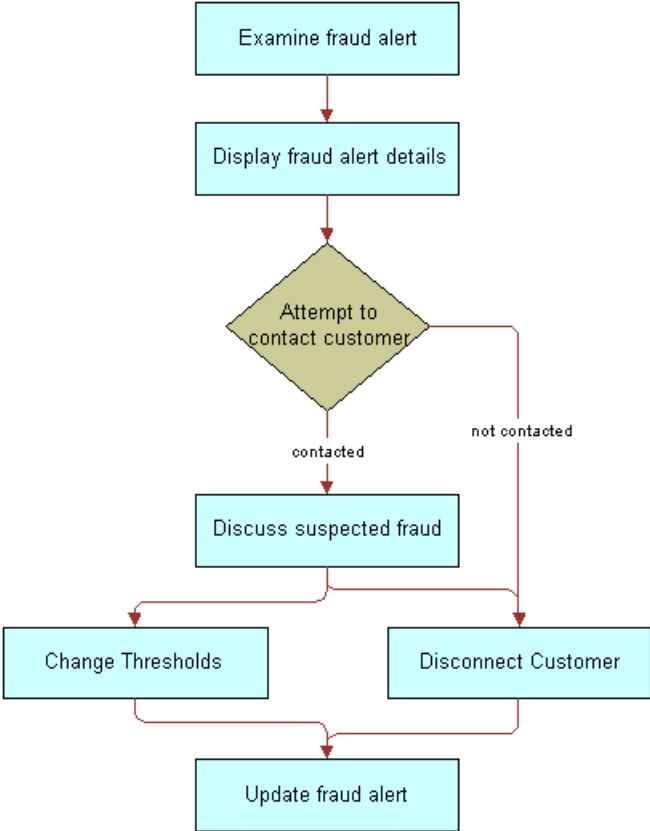 Examine fraud alert
Display fraud alert details
Attempt to
contact customer
not contacted
contacted
Discuss suspected fraud
Change Thresholds
Disconnect Customer
Update fraud alert